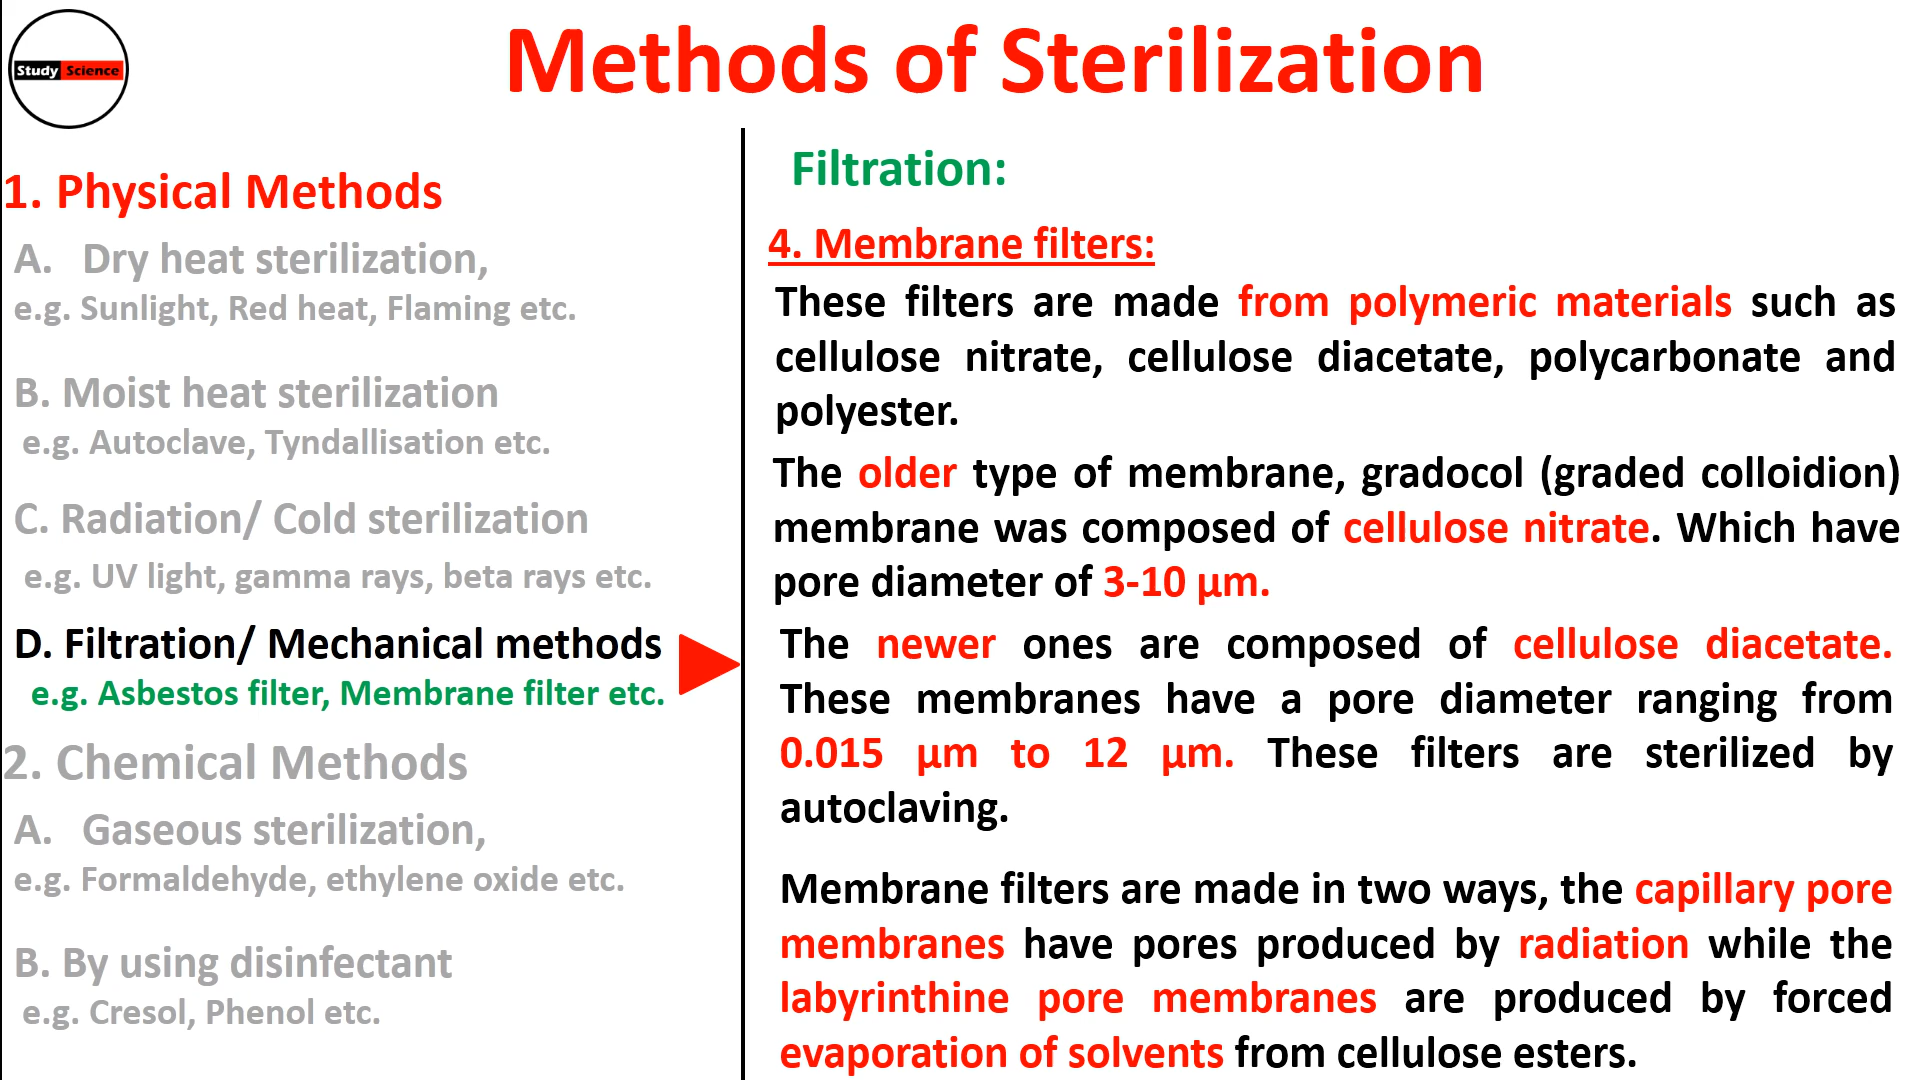 Study Science
Methods of Sterilization
1. Physical Methods
A. Dry heat sterilization,
e.g. Sunlight, Red heat, Flaming etc.
B. Moist heat sterilization
e.g. Autoclave, Tyndallisation etc.
C. Radiation/ Cold sterilization
e.g. UV light, gamma rays, beta rays etc.
D. Filtration/ Mechanical methods
e.g. Asbestos filter, Membrane filter etc.
2. Chemical Methods
A. Gaseous sterilization,
e.g. Formaldehyde, ethylene oxide etc.
B. By using disinfectant
e.g. Cresol, Phenol etc.
Filtration:
4. Membrane filters:
These filters are made from polymeric materials such as
cellulose nitrate, cellulose diacetate, polycarbonate and
polyester.
The older type of membrane, gradocol (graded colloidion)
membrane was composed of cellulose nitrate. Which have
pore diameter of 3-10 μm.
The newer ones are composed of cellulose diacetate.
These membranes have a pore diameter ranging from
0.015 μm to 12 μm. These filters are sterilized by
autoclaving.
Membrane filters are made in two ways, the capillary pore
membranes have pores produced by radiation while the
labyrinthine pore membranes are produced by forced
evaporation of solvents from cellulose esters.